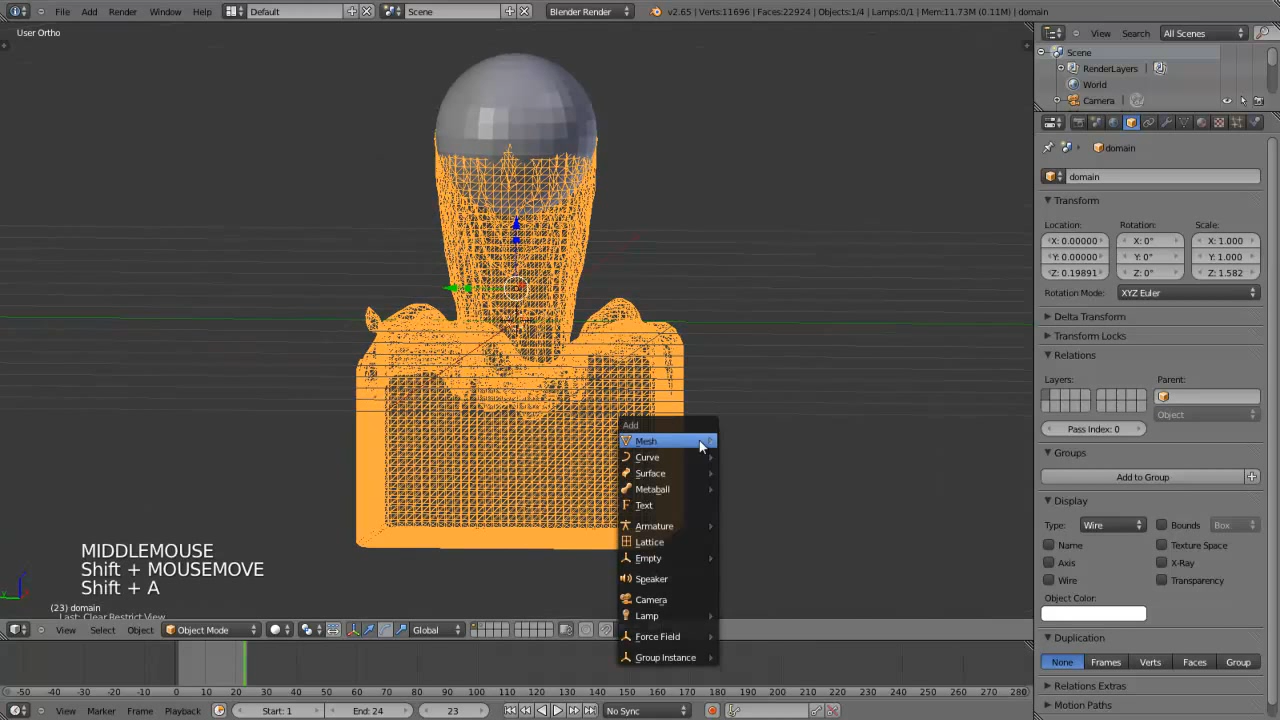 File Add Render Window Help Default Scene Blender Render v2.65 | Verts:11696 | Faces:22924 | Objects:1/4 | Lamps:0/1 | Mem:11.73M (0.11M) | domain
User Ortho
View Search All Scenes
Scene
RenderLayers
World
Camera
domain
domain
Transform
Location: Rotation: Scale:
X: 0.00000 X: 0° X: 1.000
Y: 0.00000 Y: 0° Y: 1.000
Z: 0.19891 Z: 0° Z: 1.582
Rotation Mode: XYZ Euler
Delta Transform
Transform Locks
Relations
Layers: Parent:
Object
Pass Index: 0
Groups
Add to Group
Display
Type: Wire Bounds Box
Name Texture Space
Axis X-Ray
Wire Transparency
Object Color:
Duplication
None Frames Verts Faces Group
Relations Extras
Motion Paths
Add
Mesh
Curve
Surface
Metaball
Text
Armature
Lattice
Empty
Speaker
Camera
Lamp
Force Field
Group Instance
MIDDLEMOUSE
Shift + MOUSEMOVE
Shift + A
(23) domain
Last: Clear Restrict View
View Select Object Object Mode Global
-50 -40 -30 -20 -10 0 10 20 30 40 50 60 70 80 90 100 110 120 130 140 150 160 170 180 190 200 210 220 230 240 250 260 270 280
View Marker Frame Playback Start: 1 End: 24 23 No Sync